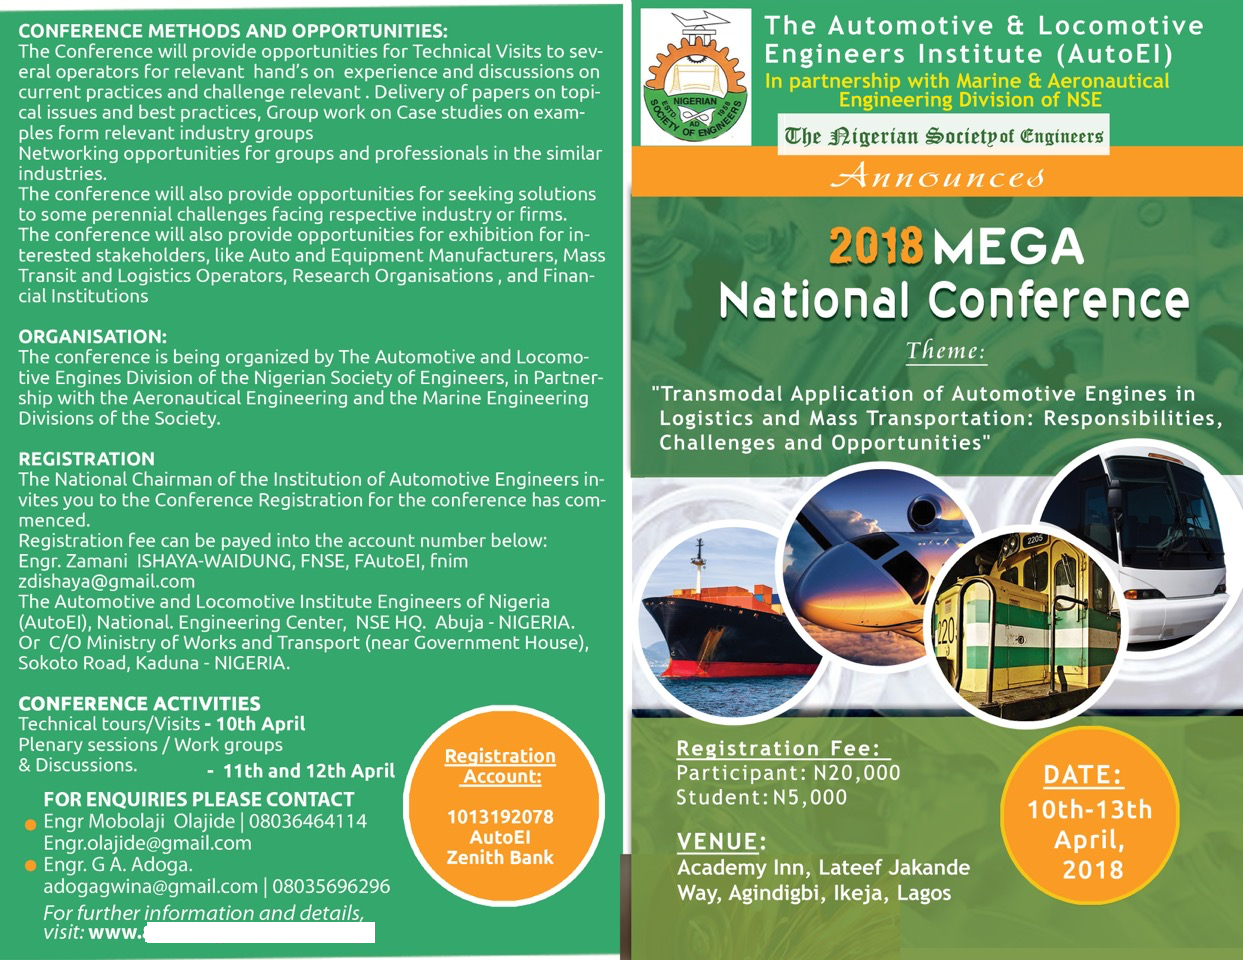 CONFERENCE METHODS AND OPPORTUNITIES:
The Conference will provide opportunities for Technical Visits to sev-
eral operators for relevant hand's on experience and discussions on
current practices and challenge relevant . Delivery of papers on topi-
cal issues and best practices, Group work on Case studies on exam-
ples form relevant industry groups
Networking opportunities for groups and professionals in the similar
industries.
The conference will also provide opportunities for seeking solutions
to some perennial challenges facing respective industry or firms.
The conference will also provide opportunities for exhibition for in-
terested stakeholders, like Auto and Equipment Manufacturers, Mass
Transit and Logistics Operators, Research Organisations , and Finan-
cial Institutions
ORGANISATION:
The conference is being organized by The Automotive and Locomo-
tive Engines Division of the Nigerian Society of Engineers, in Partner-
ship with the Aeronautical Engineering and the Marine Engineering
Divisions of the Society.
REGISTRATION
The National Chairman of the Institution of Automotive Engineers in-
vites you to the Conference Registration for the conference has com-
menced.
Registration fee can be payed into the account number below:
Engr. Zamani ISHAYA-WAIDUNG, FNSE, FAutoEI, fnim
zdishaya@gmail.com
The Automotive and Locomotive Institute Engineers of Nigeria
(AutoEI), National. Engineering Center, NSE HQ. Abuja - NIGERIA.
Or C/O Ministry of Works and Transport (near Government House),
Sokoto Road, Kaduna - NIGERIA.
CONFERENCE ACTIVITIES
Technical tours/Visits - 10th April
Plenary sessions / Work groups
& Discussions. - 11th and 12th April
FOR ENQUIRIES PLEASE CONTACT
Engr Mobolaji Olajide | 08036464114
Engr.olajide@gmail.com
Engr. G A. Adoga.
adogagwina@gmail.com | 08035696296
For further information and details,
visit: www.
Registration
Account:
1013192078
AutoEI
Zenith Bank
The Automotive & Locomotive
Engineers Institute (AutoEI)
In partnership with Marine & Aeronautical
Engineering Division of NSE
NIGERIAN
ESTD 1958
AD
SOCIETY OF ENGINEERS
The Nigerian Society of Engineers
Announces
2018 MEGA
National Conference
Theme:
"Transmodal Application of Automotive Engines in
Logistics and Mass Transportation: Responsibilities,
Challenges and Opportunities"
2205
220
Registration Fee:
Participant: N20,000
Student: N5,000
VENUE:
Academy Inn, Lateef Jakande
Way, Agindigbi, Ikeja, Lagos
DATE:
10th-13th
April,
2018